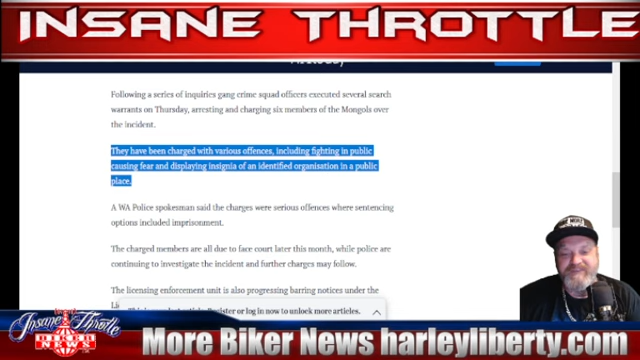 INSANE THROTTLE
Following a series of inquiries gang crime squad officers executed several search
warrants on Thursday, arresting and charging six members of the Mongols over
the incident.
They have been charged with various offences, including fighting in public
causing fear and displaying insignia of an identified organisation in a public
place.
A WA Police spokesman said the charges were serious offences where sentencing
options included imprisonment.
The charged members are all due to face court later this month, while police are
continuing to investigate the incident and further charges may follow.
The licensing enforcement unit is also progressing barring notices under the
register or log in now to unlock more articles.
Insane Throttle
BIKER
NEWS
More Biker News harleyliberty.com